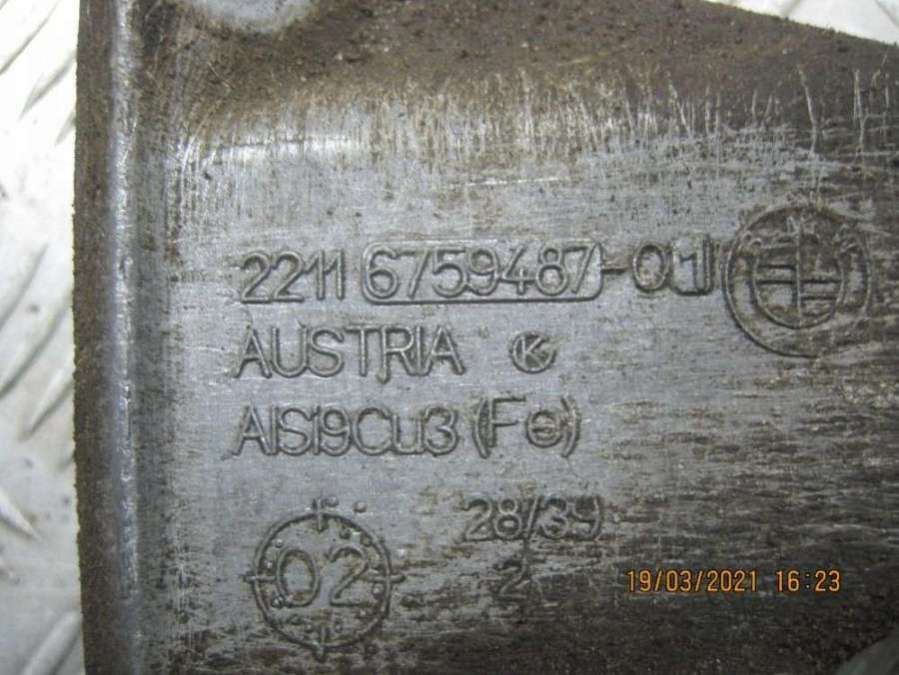 2211 6759487-01
AUSTRIA K
AlSi9Cu3 (Fe)
28/39
02 2
19/03/2021 16:23